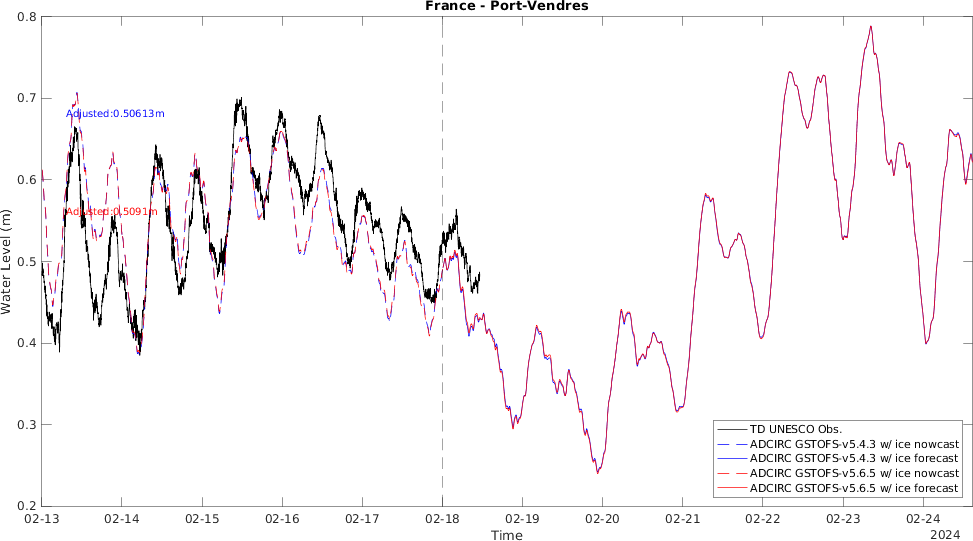 France - Port-Vendres
Water Level (m)
0.8
0.7
0.6
0.5
0.4
0.3
0.2
Adjusted:0.50613m
Adjusted:0.5091m
TD UNESCO Obs.
ADCIRC GSTOFS-v5.4.3 w/ ice nowcast
ADCIRC GSTOFS-v5.4.3 w/ ice forecast
ADCIRC GSTOFS-v5.6.5 w/ ice nowcast
ADCIRC GSTOFS-v5.6.5 w/ ice forecast
02-13 02-14 02-15 02-16 02-17 02-18 02-19 02-20 02-21 02-22 02-23 02-24
Time
2024